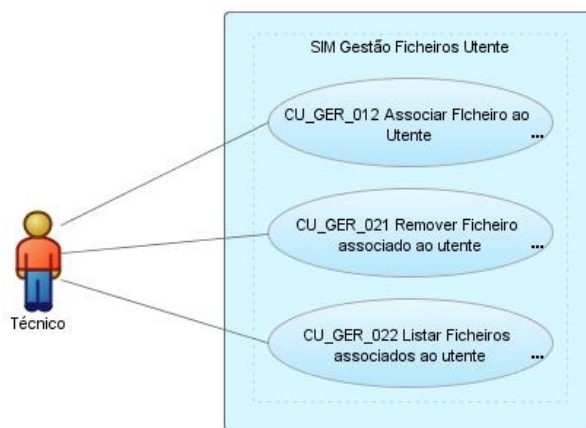 SIM Gestão Ficheiros Utente
CU_GER_012 Associar FIcheiro ao
Utente
...
CU_GER_021 Remover Ficheiro
associado ao utente
...
Técnico
CU_GER_022 Listar Ficheiros
associados ao utente
...